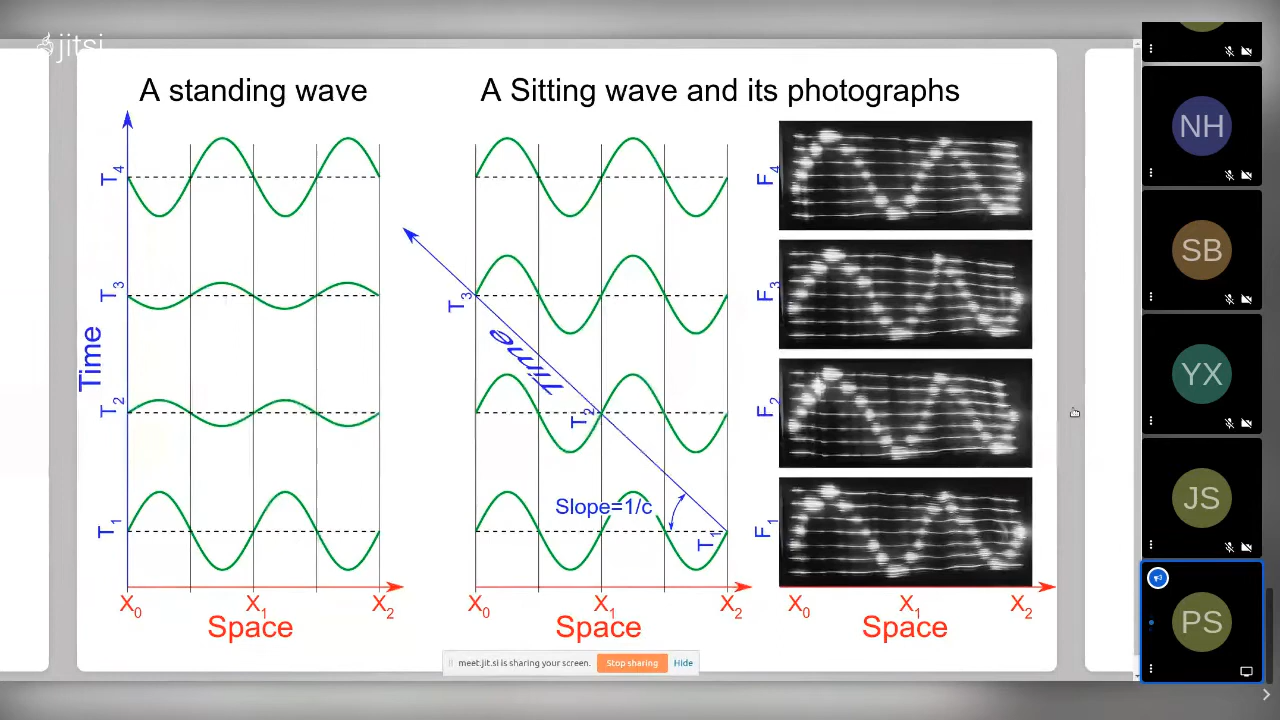 jitsi
A standing wave
A Sitting wave and its photographs
T4
T3
T2
T1
Time
X0
X1
X2
Space
T3
Time
T2
Slope=1/c
T1
X0
X1
X2
Space
F4
F3
F2
F1
X0
X1
X2
Space
meet.jit.si is sharing your screen.
Stop sharing
Hide
NH
SB
YX
JS
PS